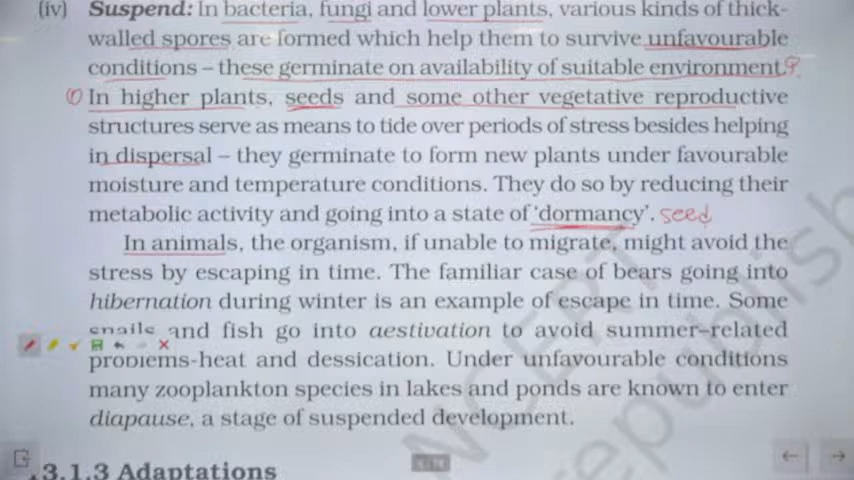 (iv) Suspend: In bacteria, fungi and lower plants, various kinds of thick-
walled spores are formed which help them to survive unfavourable
conditions – these germinate on availability of suitable environment.
In higher plants, seeds and some other vegetative reproductive
structures serve as means to tide over periods of stress besides helping
in dispersal – they germinate to form new plants under favourable
moisture and temperature conditions. They do so by reducing their
metabolic activity and going into a state of 'dormancy'. seed
In animals, the organism, if unable to migrate, might avoid the
stress by escaping in time. The familiar case of bears going into
hibernation during winter is an example of escape in time. Some
snails and fish go into aestivation to avoid summer–related
problems-heat and dessication. Under unfavourable conditions
many zooplankton species in lakes and ponds are known to enter
diapause, a stage of suspended development.
.3.1.3 Adaptations
NCERT
republish